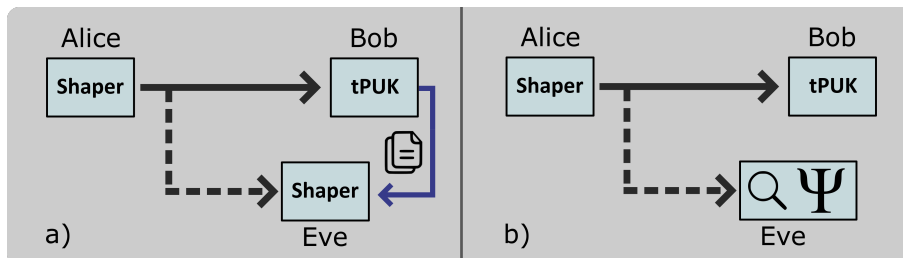 Alice
Bob
Shaper
tPUK
Shaper
a)
Eve
Alice
Bob
Shaper
tPUK
Ψ
b)
Eve